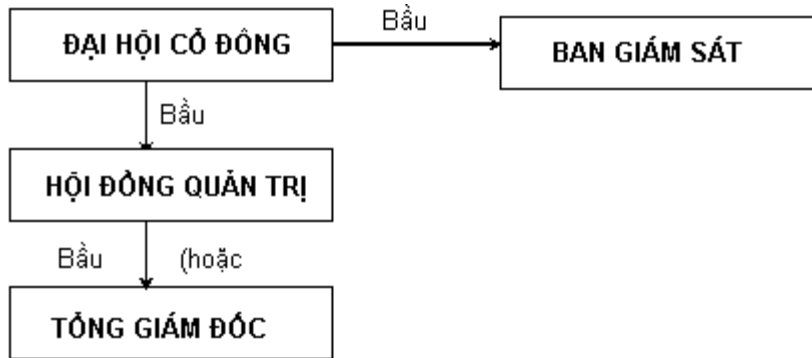 ĐẠI HỘI CỔ ĐÔNG
Bầu
BAN GIÁM SÁT
Bầu
HỘI ĐỒNG QUẢN TRỊ
Bầu (hoặc
TỔNG GIÁM ĐỐC